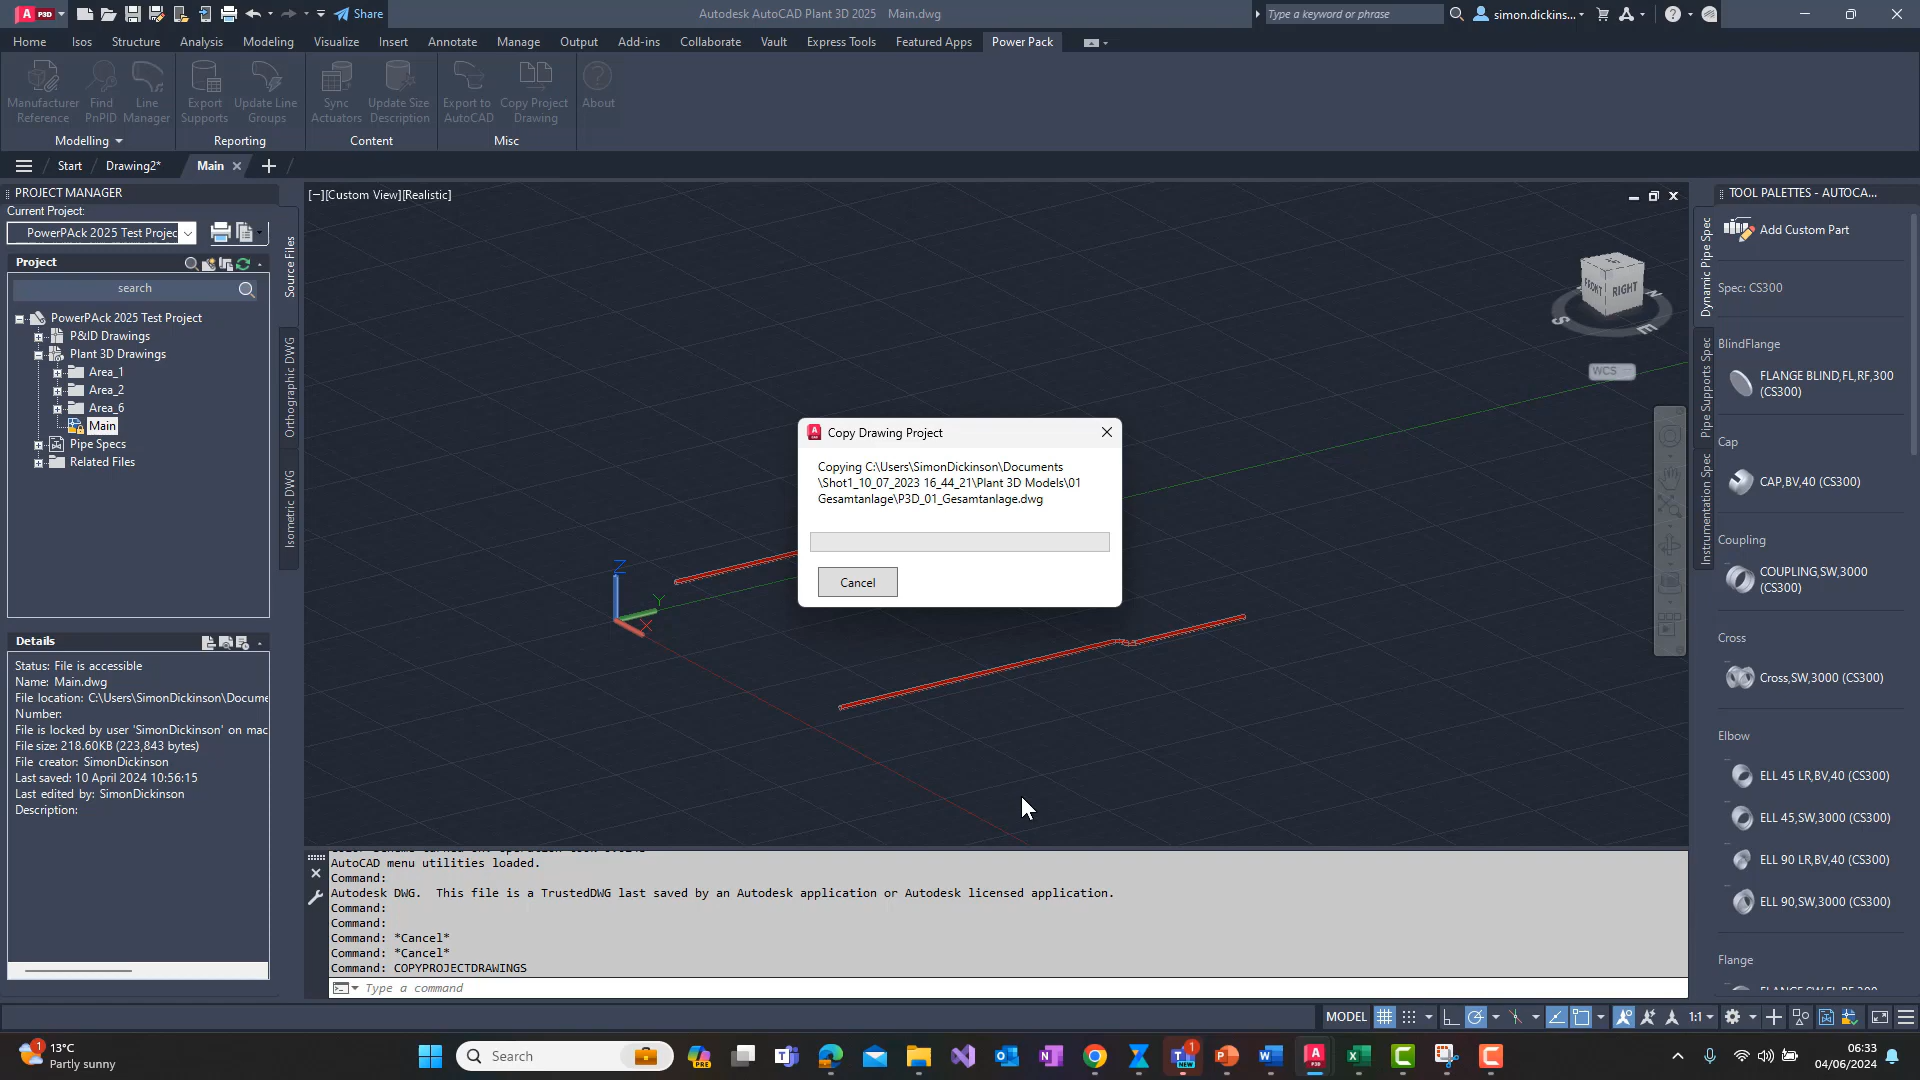 P3D
Share
Autodesk AutoCAD Plant 3D 2025 Main.dwg
Type a keyword or phrase
simon.dickins...
Home Isos Structure Analysis Modeling Visualize Insert Annotate Manage Output Add-ins Collaborate Vault Express Tools Featured Apps Power Pack
Manufacturer Reference
Find PnPID
Line Manager
Export Supports
Update Line Groups
Sync Actuators
Update Size Description
Export to AutoCAD
Copy Project Drawing
About
Modelling
Reporting
Content
Misc
Start Drawing2* Main
PROJECT MANAGER
Current Project:
PowerPAck 2025 Test Projec
Project
search
PowerPAck 2025 Test Project
P&ID Drawings
Plant 3D Drawings
Area_1
Area_2
Area_6
Main
Pipe Specs
Related Files
Source Files
Orthographic DWG
Isometric DWG
Details
Status: File is accessible
Name: Main.dwg
File location: C:\Users\SimonDickinson\Docume
Number:
File is locked by user 'SimonDickinson' on mac
File size: 218.60KB (223,843 bytes)
File creator: SimonDickinson
Last saved: 10 April 2024 10:56:15
Last edited by: SimonDickinson
Description:
[−][Custom View][Realistic]
FRONT
RIGHT
S
E
N
WCS
Z
Y
X
Copy Drawing Project
Copying C:\Users\SimonDickinson\Documents
\Shot1_10_07_2023 16_44_21\Plant 3D Models\01
Gesamtanlage\P3D_01_Gesamtanlage.dwg
Cancel
AutoCAD menu utilities loaded.
Command:
Autodesk DWG. This file is a TrustedDWG last saved by an Autodesk application or Autodesk licensed application.
Command:
Command:
Command: *Cancel*
Command: *Cancel*
Command: COPYPROJECTDRAWINGS
Type a command
TOOL PALETTES - AUTOCA...
Dynamic Pipe Spec
Pipe Supports Spec
Instrumentation Spec
Add Custom Part
Spec: CS300
BlindFlange
FLANGE BLIND,FL,RF,300
(CS300)
Cap
CAP,BV,40 (CS300)
Coupling
COUPLING,SW,3000
(CS300)
Cross
Cross,SW,3000 (CS300)
Elbow
ELL 45 LR,BV,40 (CS300)
ELL 45,SW,3000 (CS300)
ELL 90 LR,BV,40 (CS300)
ELL 90,SW,3000 (CS300)
Flange
MODEL
1:1
1
13°C
Partly sunny
Search
PRE
1
NEW
06:33
04/06/2024